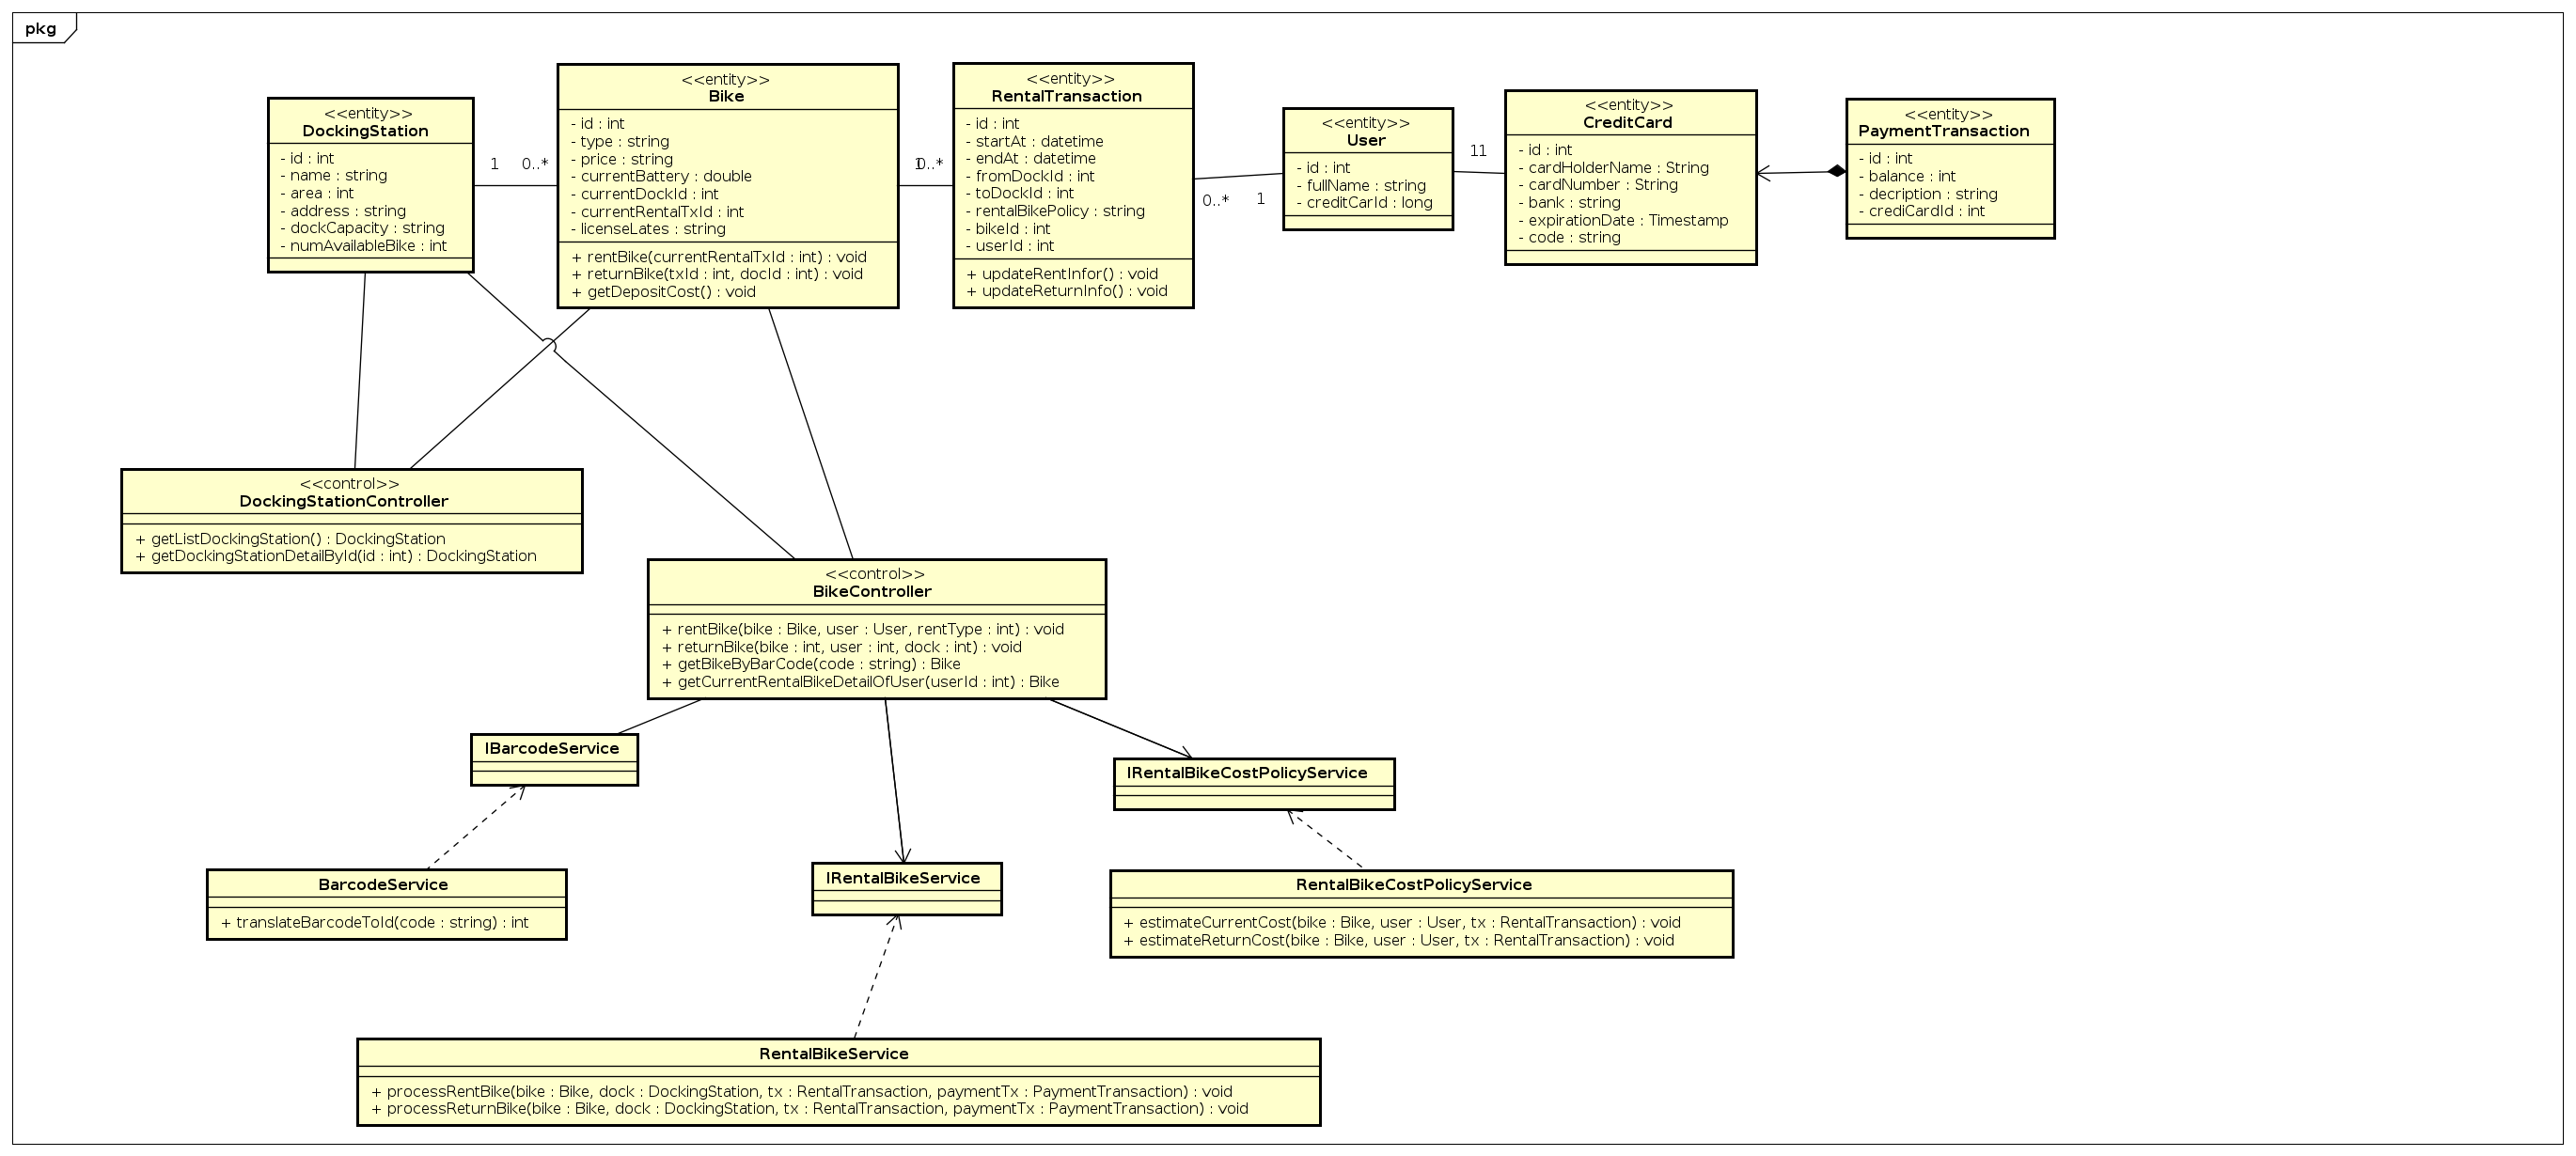 pkg
<<entity>>
DockingStation
- id : int
- name : string
- area : int
- address : string
- dockCapacity : string
- numAvailableBike : int
1
0..*
<<entity>>
Bike
- id : int
- type : string
- price : string
- currentBattery : double
- currentDockId : int
- currentRentalTxId : int
- licenseLates : string
+ rentBike(currentRentalTxId : int) : void
+ returnBike(txId : int, docId : int) : void
+ getDepositCost() : void
1
0..*
<<entity>>
RentalTransaction
- id : int
- startAt : datetime
- endAt : datetime
- fromDockId : int
- toDockId : int
- rentalBikePolicy : string
- bikeId : int
- userId : int
+ updateRentInfor() : void
+ updateReturnInfo() : void
0..*
1
<<entity>>
User
- id : int
- fullName : string
- creditCarId : long
11
<<entity>>
CreditCard
- id : int
- cardHolderName : String
- cardNumber : String
- bank : string
- expirationDate : Timestamp
- code : string
<<entity>>
PaymentTransaction
- id : int
- balance : int
- decription : string
- crediCardId : int
<<control>>
DockingStationController
+ getListDockingStation() : DockingStation
+ getDockingStationDetailById(id : int) : DockingStation
<<control>>
BikeController
+ rentBike(bike : Bike, user : User, rentType : int) : void
+ returnBike(bike : int, user : int, dock : int) : void
+ getBikeByBarCode(code : string) : Bike
+ getCurrentRentalBikeDetailOfUser(userId : int) : Bike
IBarcodeService
IRentalBikeCostPolicyService
BarcodeService
+ translateBarcodeToId(code : string) : int
IRentalBikeService
RentalBikeCostPolicyService
+ estimateCurrentCost(bike : Bike, user : User, tx : RentalTransaction) : void
+ estimateReturnCost(bike : Bike, user : User, tx : RentalTransaction) : void
RentalBikeService
+ processRentBike(bike : Bike, dock : DockingStation, tx : RentalTransaction, paymentTx : PaymentTransaction) : void
+ processReturnBike(bike : Bike, dock : DockingStation, tx : RentalTransaction, paymentTx : PaymentTransaction) : void